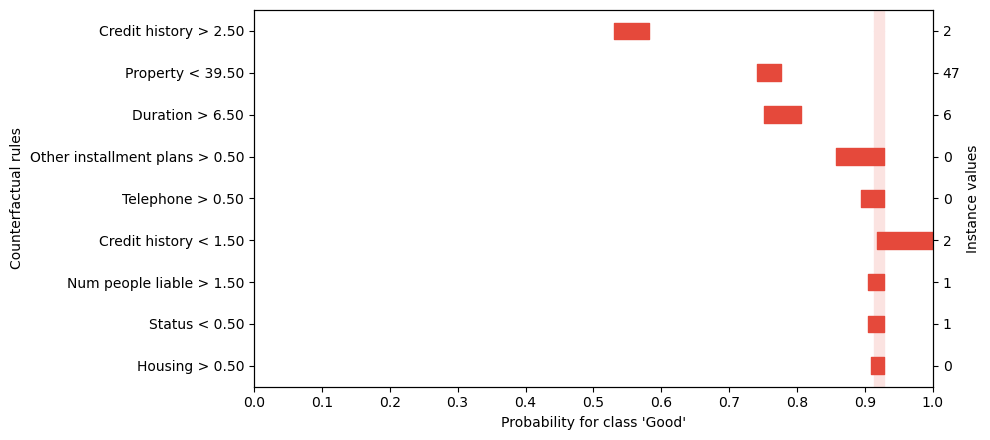 Counterfactual rules
Credit history > 2.50
2
Property < 39.50
47
Duration > 6.50
6
Other installment plans > 0.50
0
Telephone > 0.50
0
Credit history < 1.50
2
Num people liable > 1.50
1
Status < 0.50
1
Housing > 0.50
0
Instance values
0.0 0.1 0.2 0.3 0.4 0.5 0.6 0.7 0.8 0.9 1.0
Probability for class 'Good'